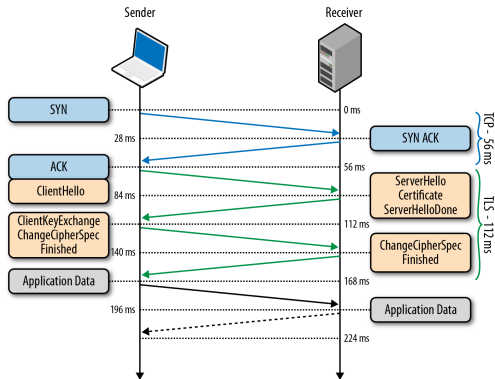 Sender
Receiver
SYN
0 ms
28 ms
SYN ACK
TCP - 56 ms
ACK
56 ms
ClientHello
84 ms
ServerHello
Certificate
ServerHelloDone
ClientKeyExchange
ChangeCipherSpec
Finished
112 ms
TLS - 112 ms
140 ms
ChangeCipherSpec
Finished
Application Data
168 ms
196 ms
Application Data
224 ms